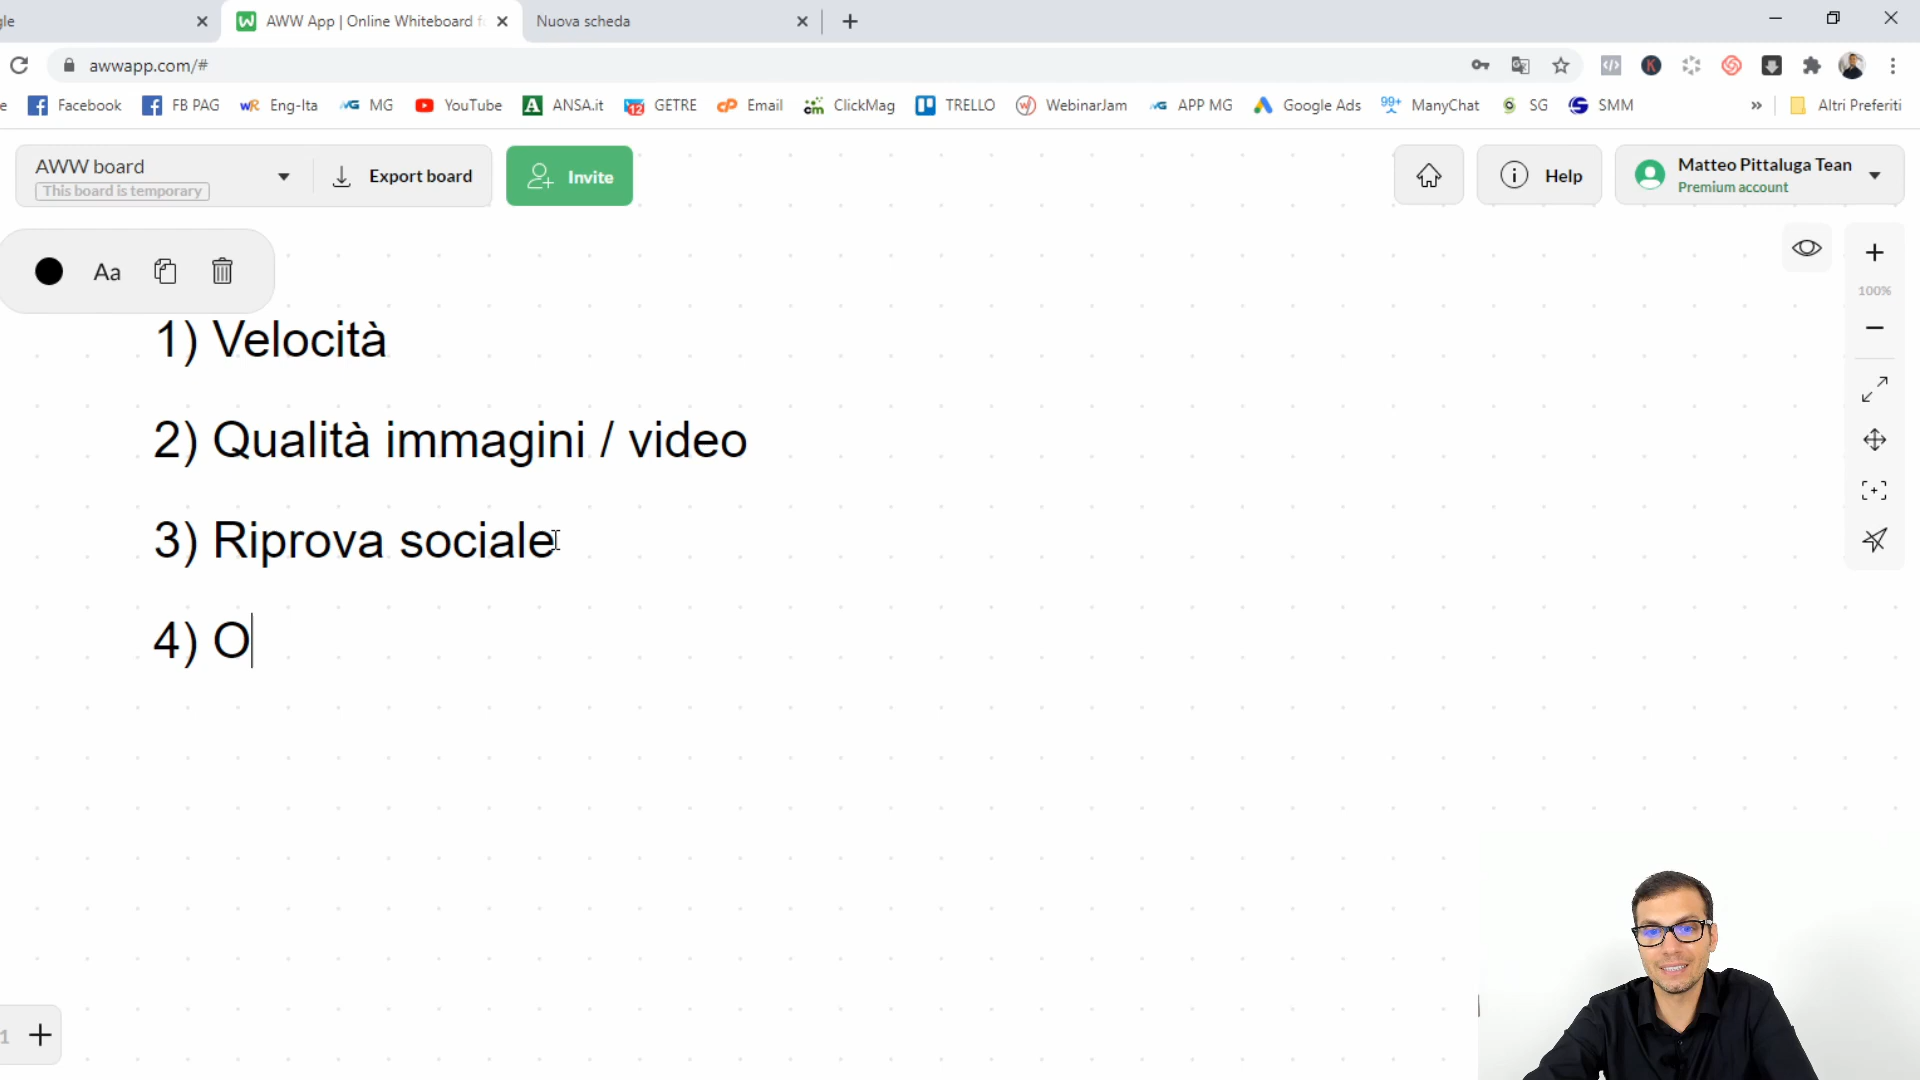 gle
AWW App | Online Whiteboard f
Nuova scheda
awwapp.com/#
e Facebook FB PAG Eng-Ita MG YouTube ANSA.it GETRE Email ClickMag TRELLO WebinarJam APP MG Google Ads ManyChat SG SMM » Altri Preferiti
AWW board
This board is temporary
Export board
Invite
Help
Matteo Pittaluga Tean
Premium account
Aa
100%
1) Velocità
2) Qualità immagini / video
3) Riprova sociale
4) O
1